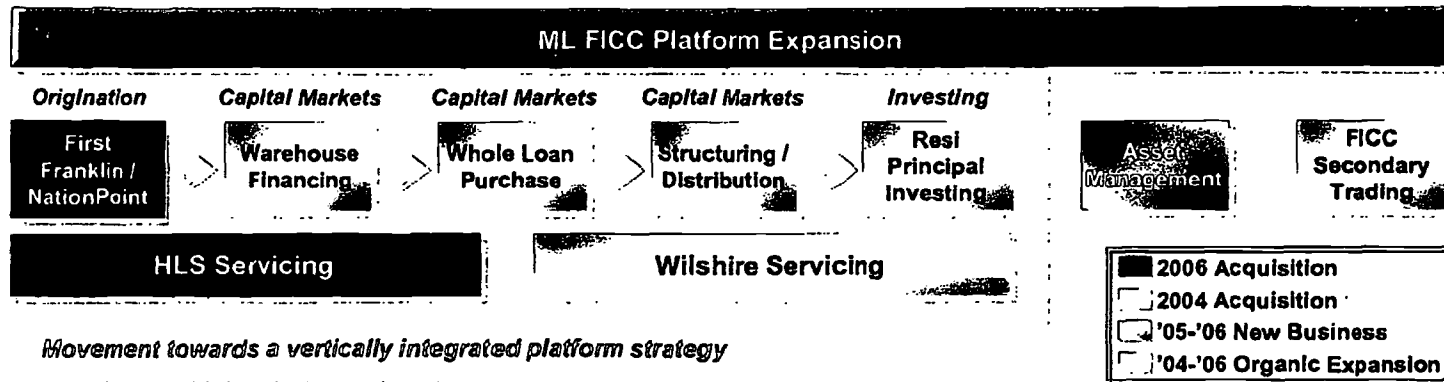 ML FICC Platform Expansion
Origination
Capital Markets
Capital Markets
Capital Markets
Investing
First
Franklin /
NationPoint
Warehouse
Financing
Whole Loan
Purchase
Structuring /
Distribution
Resi
Principal
Investing
Asset
Management
FICC
Secondary
Trading
HLS Servicing
Wilshire Servicing
2006 Acquisition
2004 Acquisition
'05-'06 New Business
'04-'06 Organic Expansion
Movement towards a vertically integrated platform strategy